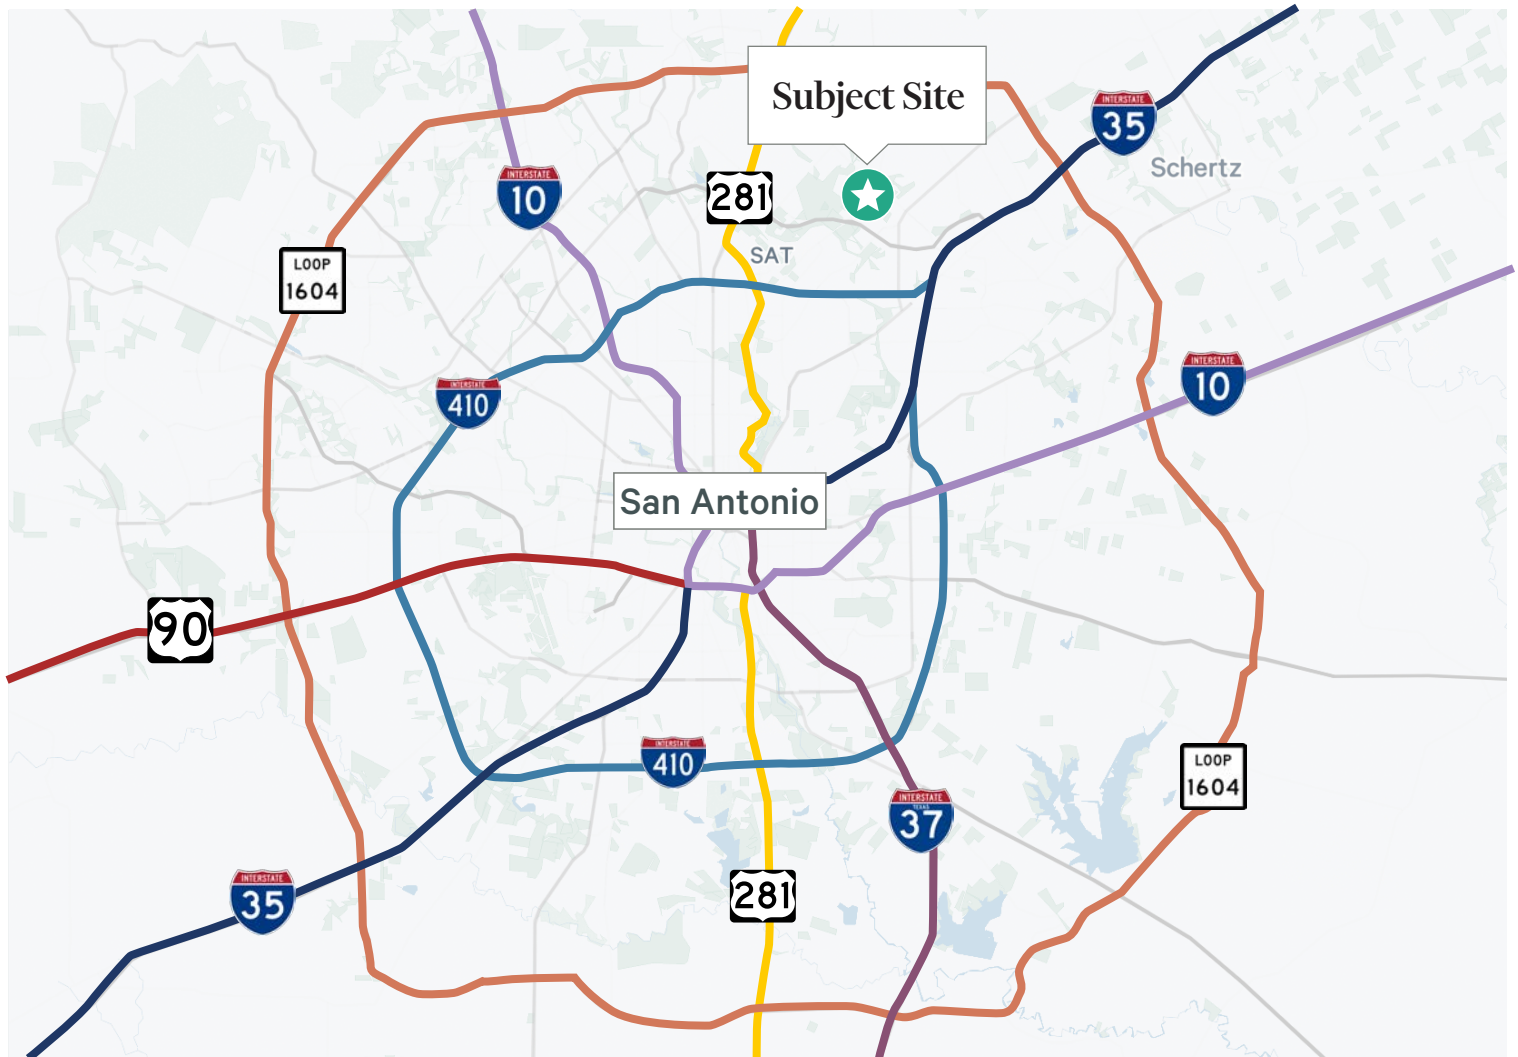 Subject Site
INTERSTATE
35
Schertz
INTERSTATE
10
281
SAT
LOOP
1604
INTERSTATE
410
INTERSTATE
10
San Antonio
90
INTERSTATE
410
LOOP
1604
INTERSTATE
TEXAS
37
INTERSTATE
35
281